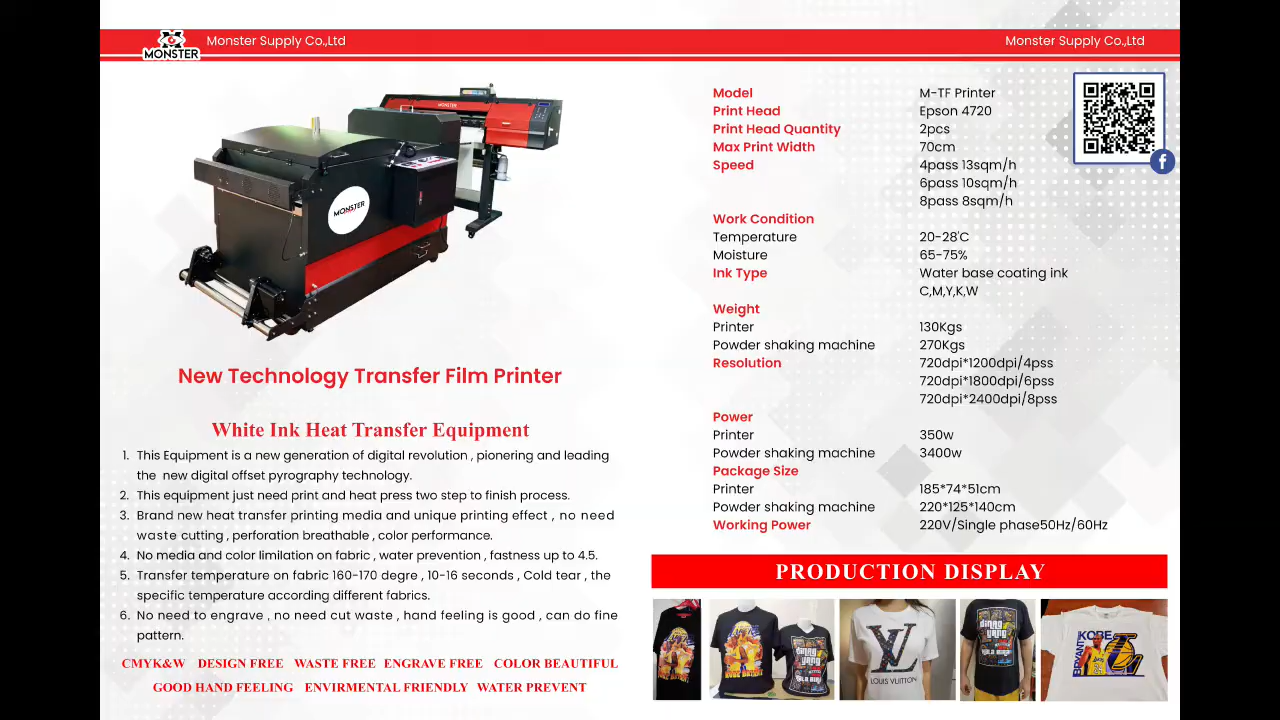 MONSTER
Monster Supply Co.,Ltd
Monster Supply Co.,Ltd
MONSTER
MONSTER
New Technology Transfer Film Printer
White Ink Heat Transfer Equipment
1. This Equipment is a new generation of digital revolution , pionering and leading
the new digital offset pyrography technology.
2. This equipment just need print and heat press two step to finish process.
3. Brand new heat transfer printing media and unique printing effect , no need
waste cutting , perforation breathable , color performance.
4. No media and color limilation on fabric , water prevention , fastness up to 4.5.
5. Transfer temperature on fabric 160-170 degre , 10-16 seconds , Cold tear , the
specific temperature according different fabrics.
6. No need to engrave , no need cut waste , hand feeling is good , can do fine
pattern.
CMYK&W DESIGN FREE WASTE FREE ENGRAVE FREE COLOR BEAUTIFUL
GOOD HAND FEELING ENVIRMENTAL FRIENDLY WATER PREVENT
Model M-TF Printer
Print Head Epson 4720
Print Head Quantity 2pcs
Max Print Width 70cm
Speed 4pass 13sqm/h
6pass 10sqm/h
8pass 8sqm/h
Work Condition
Temperature 20-28'C
Moisture 65-75%
Ink Type Water base coating ink
C,M,Y,K,W
Weight
Printer 130Kgs
Powder shaking machine 270Kgs
Resolution 720dpi*1200dpi/4pss
720dpi*1800dpi/6pss
720dpi*2400dpi/8pss
Power
Printer 350w
Powder shaking machine 3400w
Package Size
Printer 185*74*51cm
Powder shaking machine 220*125*140cm
Working Power 220V/Single phase50Hz/60Hz
f
PRODUCTION DISPLAY
KOBE BRYANT
LV
LOUIS VUITTON
KOBE
BRYANT